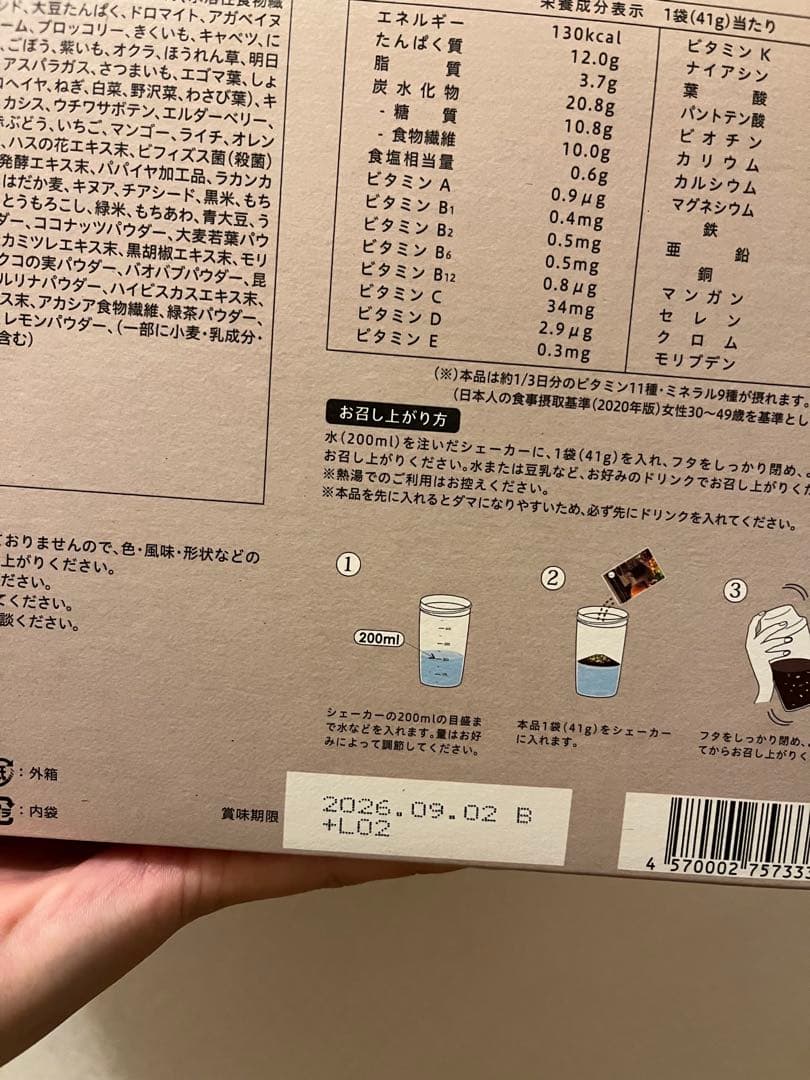 ンド、大豆たんぱく、ドロマイト、アガベイヌ
ーム、ブロッコリー、きくいも、キャベツ、に
、ごぼう、紫いも、オクラ、ほうれん草、明日
アスパラガス、さつまいも、エゴマ葉、しょ
コヘイヤ、ねぎ、白菜、野沢菜、わさび葉)、キ
カシス、ウチワサボテン、エルダーベリー、
ぶどう、いちご、マンゴー、ライチ、オレン
、ハスの花エキス末、ビフィズス菌(殺菌)
発酵エキス末、パパイヤ加工品、ラカンカ
はだか麦、キヌア、チアシード、黒米、もち
とうもろこし、緑米、もちあわ、青大豆、う
ダー、ココナッツパウダー、大麦若葉パウ
カミツレエキス末、黒胡椒エキス末、モリ
クコの実パウダー、バオバブパウダー、昆
ルリナパウダー、ハイビスカスエキス末、
ス末、アカシア食物繊維、緑茶パウダー、
レモンパウダー、(一部に小麦・乳成分・
含む)
栄養成分表示 1袋(41g)当たり
エネルギー 130kcal
たんぱく質 12.0g
脂質 3.7g
炭水化物 20.8g
- 糖質 10.8g
- 食物繊維 10.0g
食塩相当量 0.6g
ビタミン A 0.9μg
ビタミン B1 0.4mg
ビタミン B2 0.5mg
ビタミン B6 0.5mg
ビタミン B12 0.8μg
ビタミン C 34mg
ビタミン D 2.9μg
ビタミン E 0.3mg
ビタミン K
ナイアシン
葉酸
パントテン酸
ビオチン
カリウム
カルシウム
マグネシウム
鉄
亜鉛
銅
マンガン
セレン
クロム
モリブデン
(※)本品は約1/3日分のビタミン11種・ミネラル9種が摂れます。
(日本人の食事摂取基準(2020年版)女性30〜49歳を基準とし
お召し上がり方
水(200ml)を注いだシェーカーに、1袋(41g)を入れ、フタをしっかり閉め、
お召し上がりください。水または豆乳など、お好みのドリンクでお召し上がりくだ
※熱湯でのご利用はお控えください。
※本品を先に入れるとダマになりやすいため、必ず先にドリンクを入れてください。
おりませんので、色・風味・形状などの
上がりください。
ださい。
てください。
談ください。
①
200ml
シェーカーの200mlの目盛ま
で水などを入れます。量はお好
みによって調節してください。
②
本品1袋(41g)をシェーカー
に入れます。
③
フタをしっかり閉め、
てからお召し上がりく
:外箱
プラ:内袋
賞味期限
2026.09.02 B
+L02
4 570002 757333